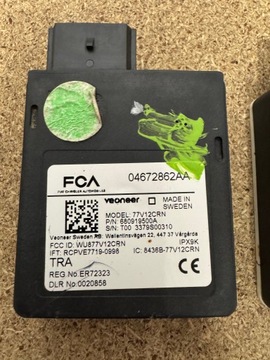 FCA
FIAT CHRYSLER AUTOMOBILES
04672862AA
veoneer
MADE IN
SWEDEN
MODEL: 77V12CRN
P/N: 680919500A
S/N: T00 3379S00310
Veoneer Sweden AB, Wallentinsvägen 22, 447 37 Vårgårda
FCC ID: WU877V12CRN
IPX9K
IFT: RCPVE7719-0998
IC: 8436B-77V12CRN
TRA
REG.No:ER72323
DLR No:0020858